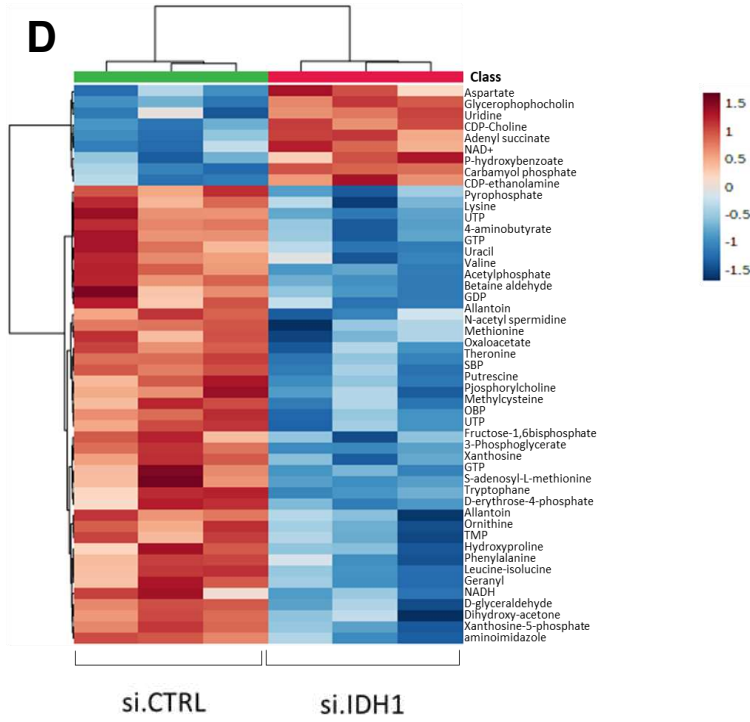 D
Class
Aspartate
Glycerophophocholin
Uridine
CDP-Choline
Adenyl succinate
NAD+
P-hydroxybenzoate
Carbamyol phosphate
CDP-ethanolamine
Pyrophosphate
Lysine
UTP
4-aminobutyrate
GTP
Uracil
Valine
Acetylphosphate
Betaine aldehyde
GDP
Allantoin
N-acetyl spermidine
Methionine
Oxaloacetate
Theronine
SBP
Putrescine
Pjosphorylcholine
Methylcysteine
OBP
UTP
Fructose-1,6bisphosphate
3-Phosphoglycerate
Xanthosine
GTP
S-adenosyl-L-methionine
Tryptophane
D-erythrose-4-phosphate
Allantoin
Ornithine
TMP
Hydroxyproline
Phenylalanine
Leucine-isolucine
Geranyl
NADH
D-glyceraldehyde
Dihydroxy-acetone
Xanthosine-5-phosphate
aminoimidazole
1.5
1
0.5
0
-0.5
-1
-1.5
si.CTRL
si.IDH1